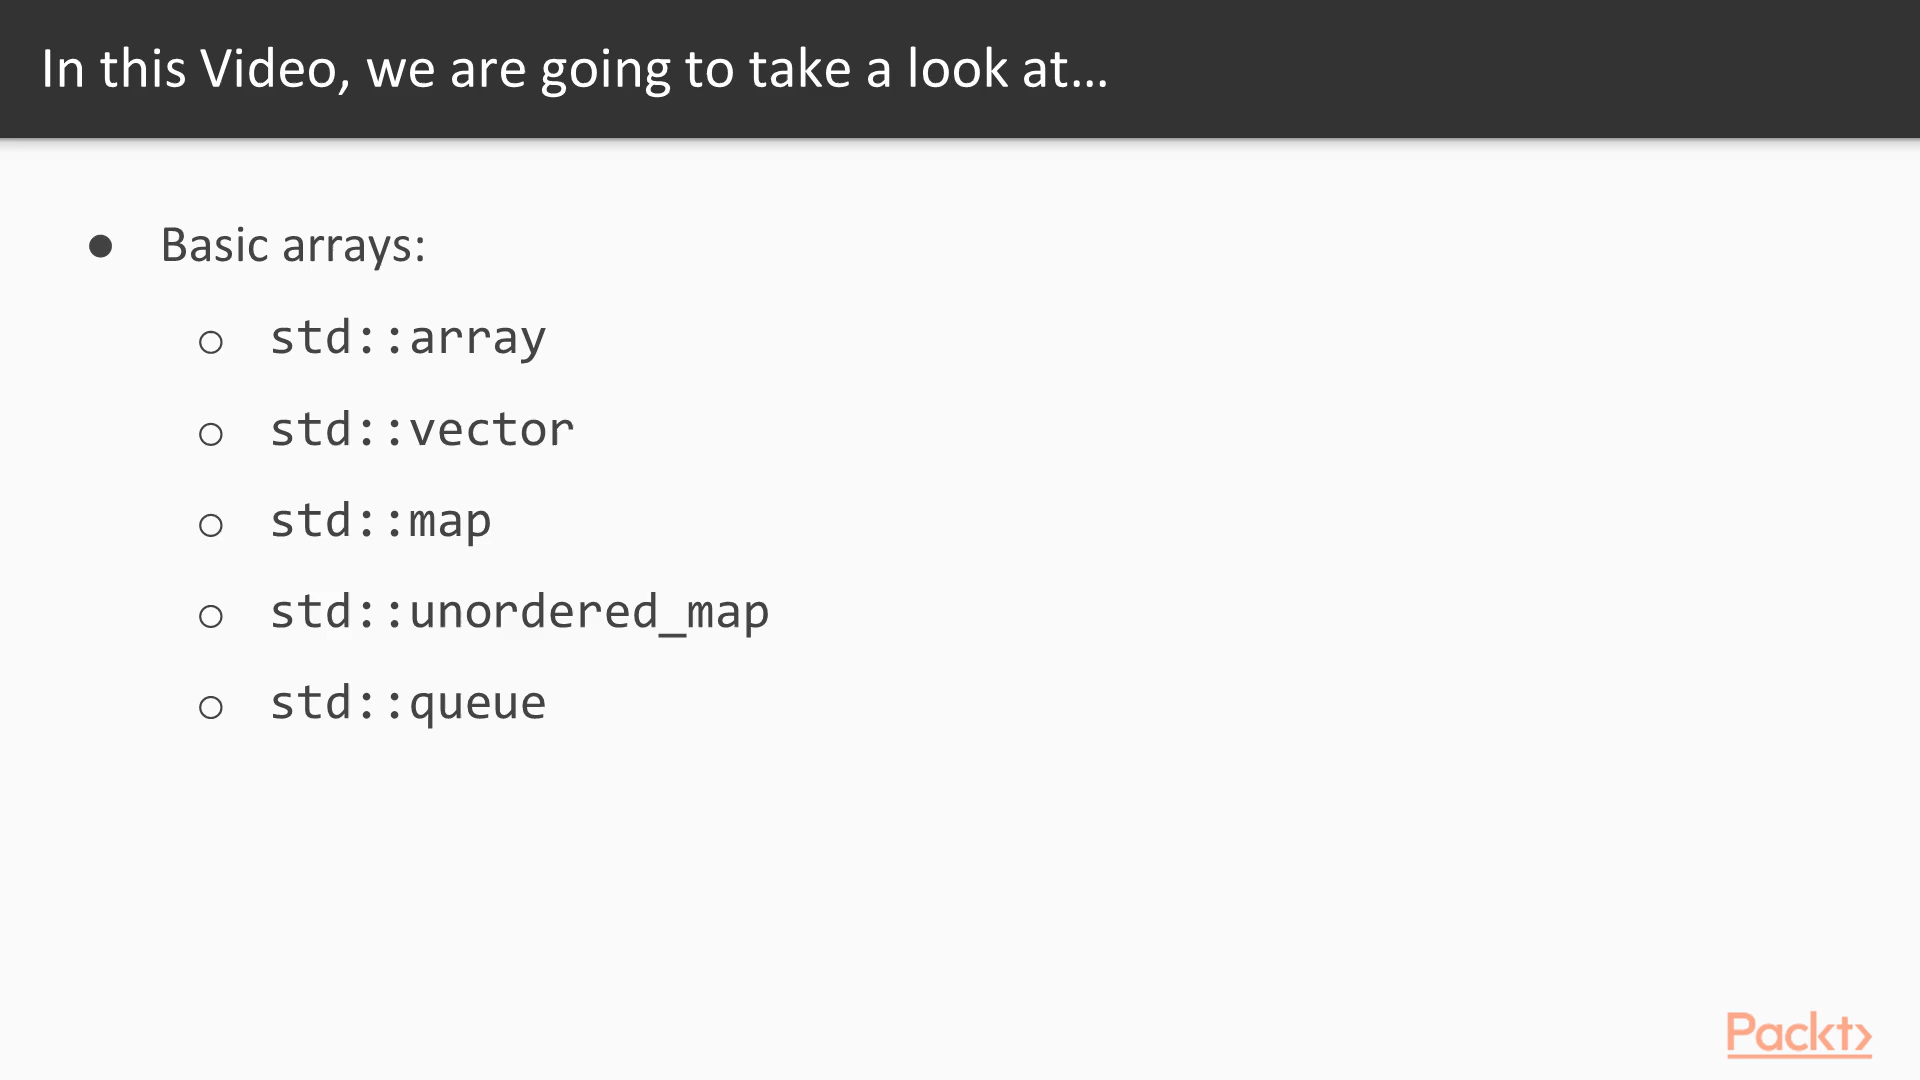 In this Video, we are going to take a look at...
● Basic arrays:
○ std::array
○ std::vector
○ std::map
○ std::unordered_map
○ std::queue
Packt>